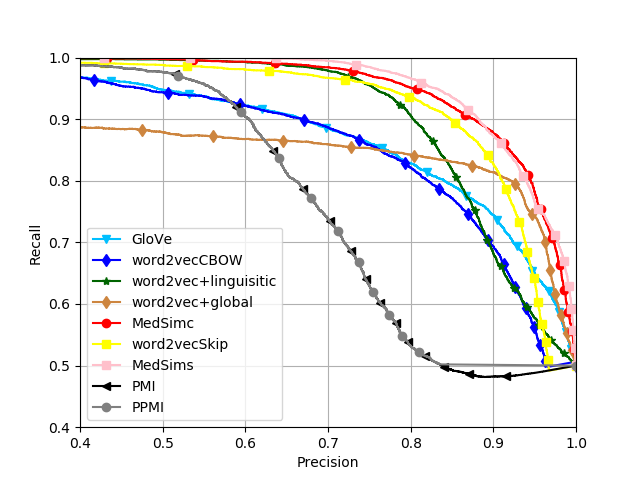 1.0
0.9
0.8
0.7
0.6
0.5
0.4
Recall
GloVe
word2vecCBOW
word2vec+linguisitic
word2vec+global
MedSimc
word2vecSkip
MedSims
PMI
PPMI
0.4 0.5 0.6 0.7 0.8 0.9 1.0
Precision